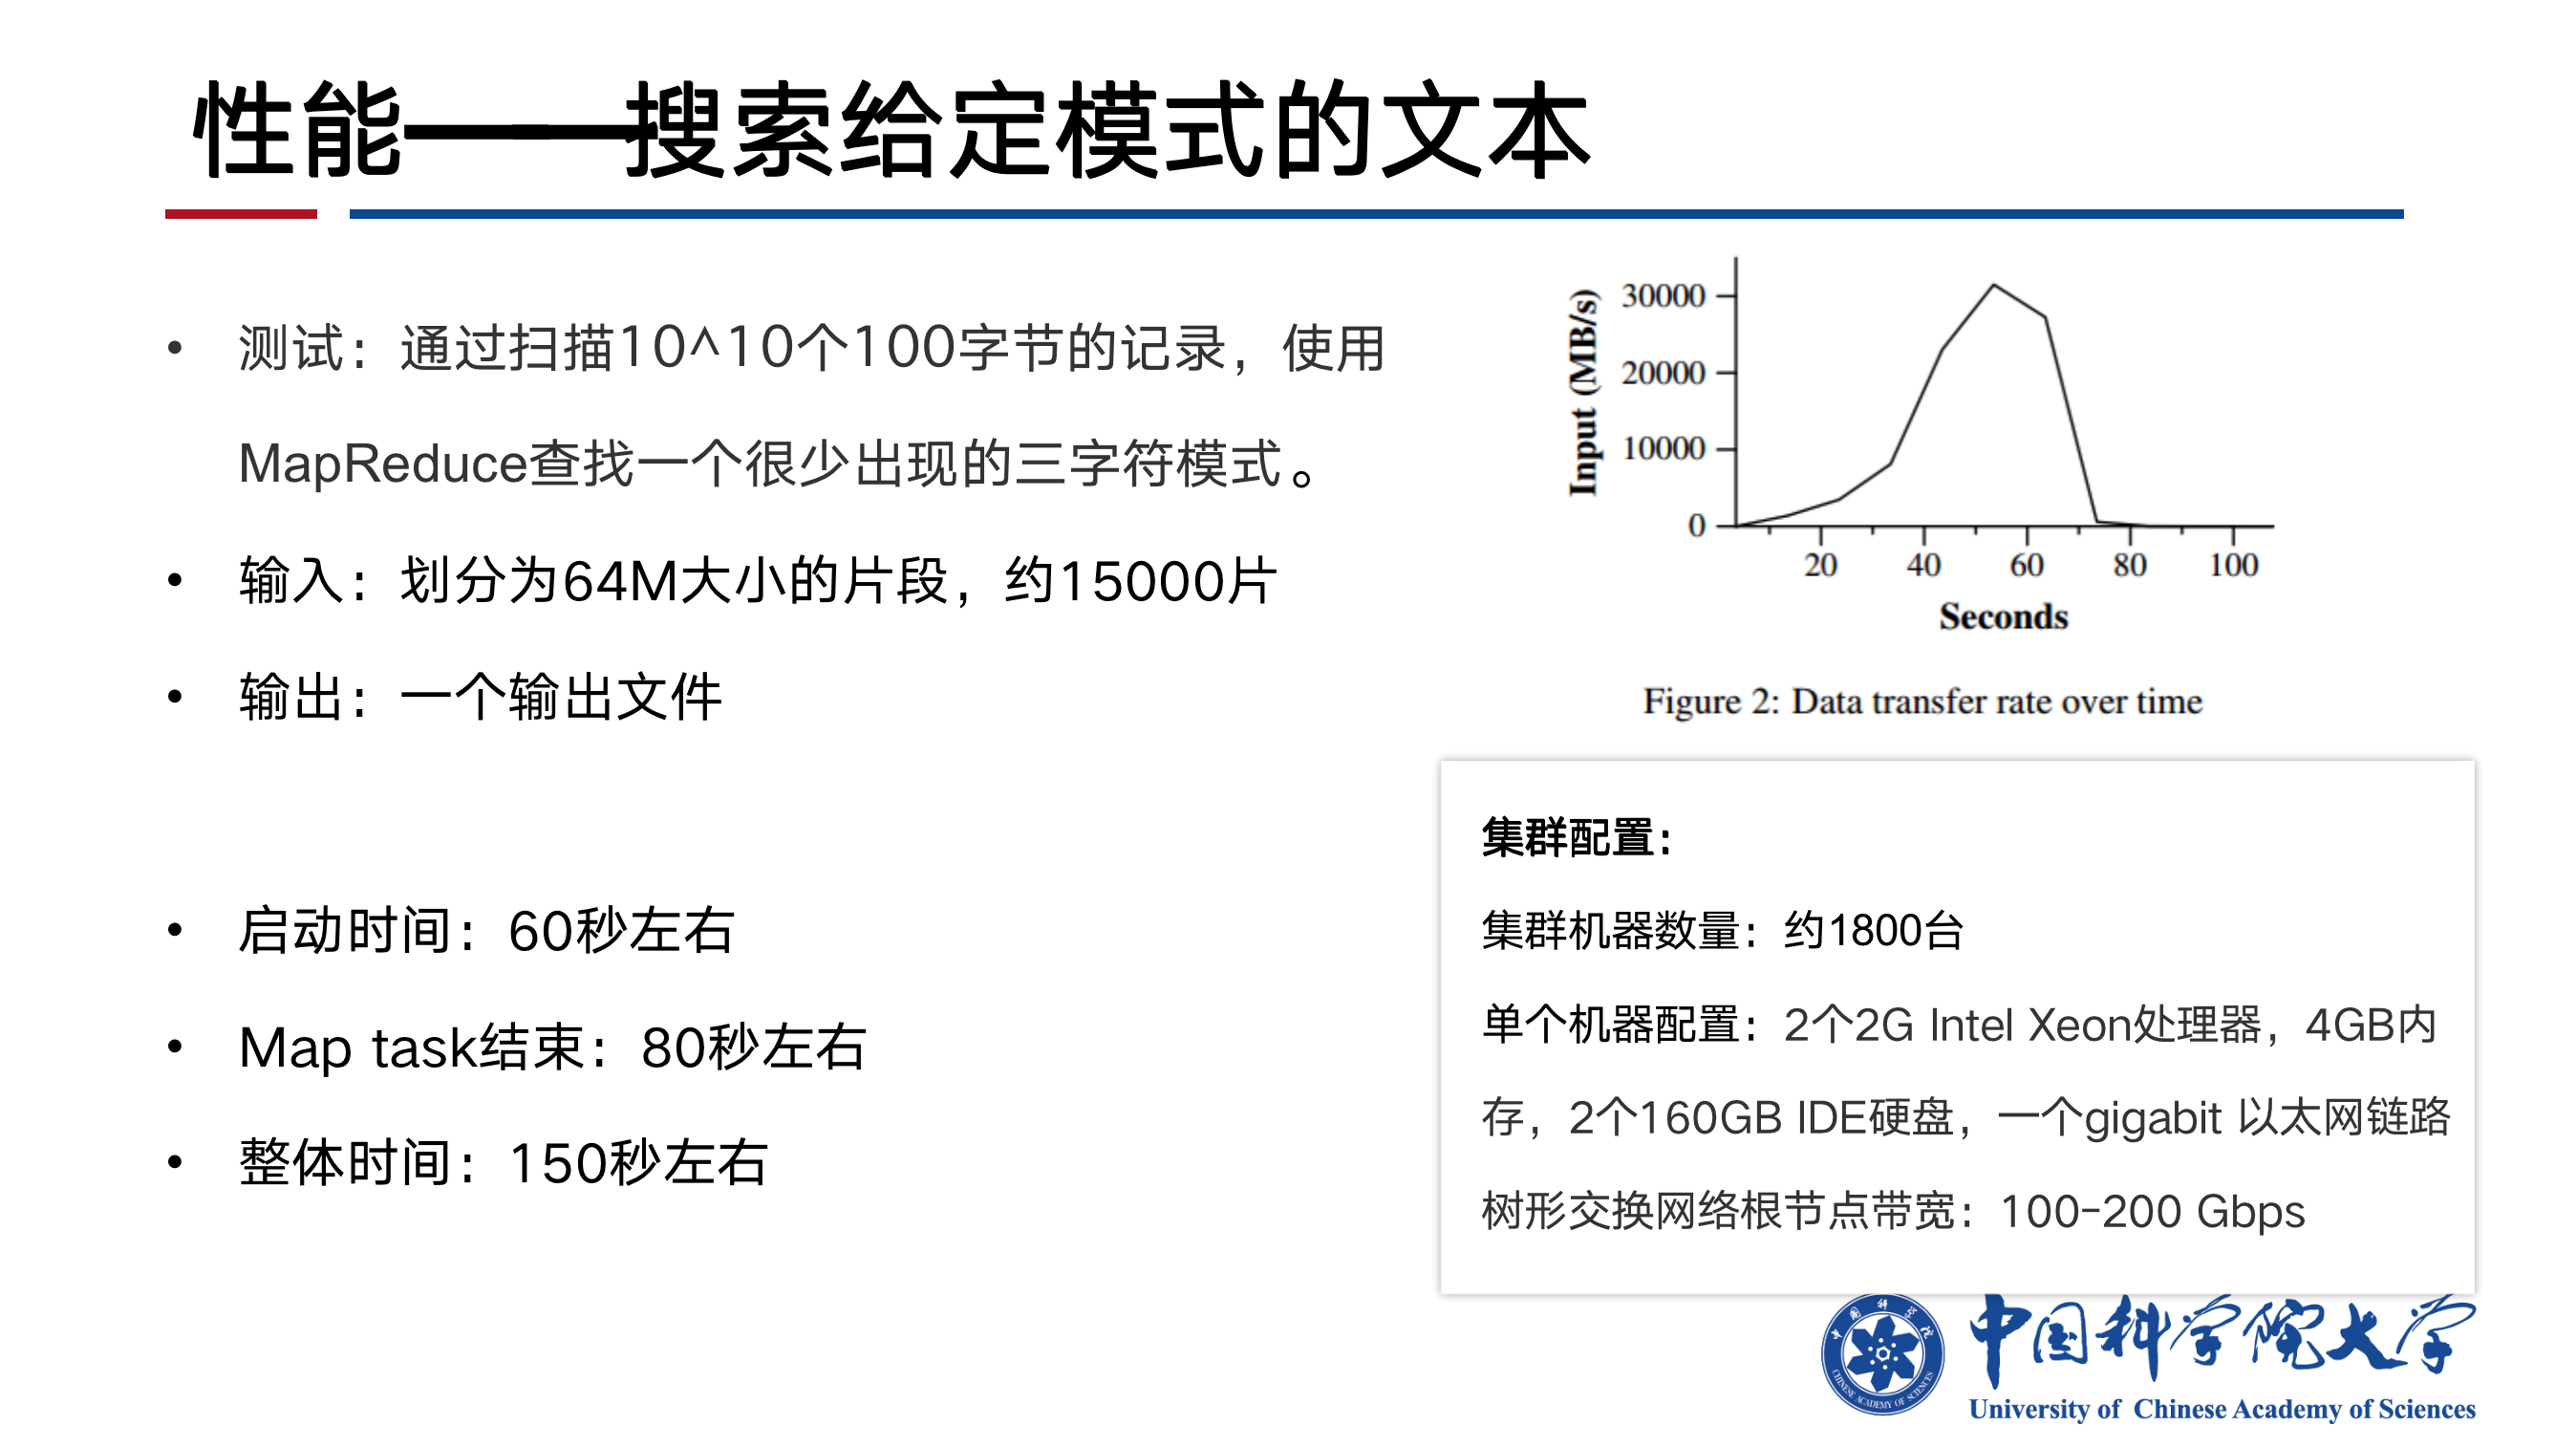 性能——搜索给定模式的文本
• 测试：通过扫描10^10个100字节的记录，使用
MapReduce查找一个很少出现的三字符模式。
• 输入：划分为64M大小的片段，约15000片
• 输出：一个输出文件
• 启动时间：60秒左右
• Map task结束：80秒左右
• 整体时间：150秒左右
Input (MB/s)
30000
20000
10000
0
20 40 60 80 100
Seconds
Figure 2: Data transfer rate over time
集群配置：
集群机器数量：约1800台
单个机器配置：2个2G Intel Xeon处理器，4GB内
存，2个160GB IDE硬盘，一个gigabit 以太网链路
树形交换网络根节点带宽：100-200 Gbps
中国科学院
CHINESE ACADEMY OF SCIENCES
中国科学院大学
University of Chinese Academy of Sciences